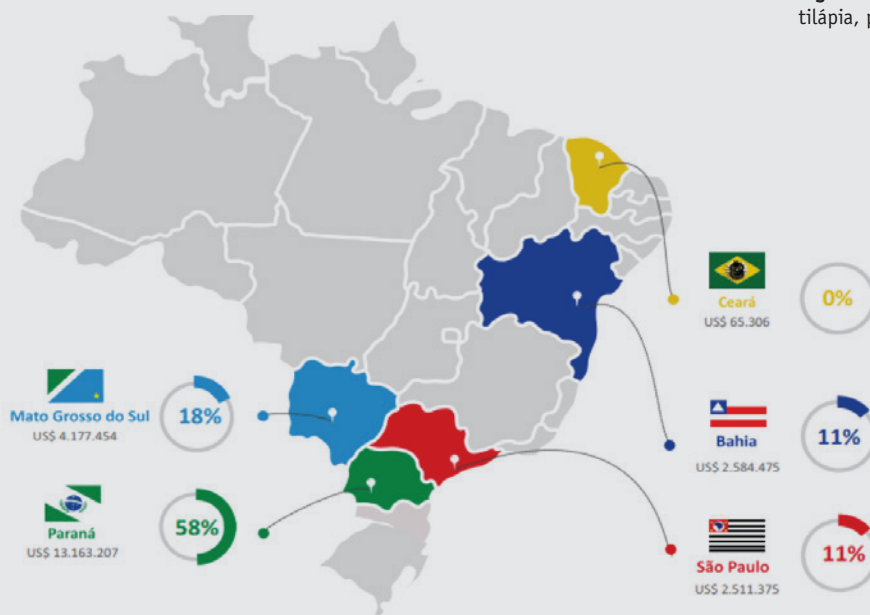 tilápia, p
Ceará
0%
US$ 65.306
Mato Grosso do Sul
18%
US$ 4.177.454
Bahia
11%
US$ 2.584.475
Paraná
58%
US$ 13.163.207
São Paulo
11%
US$ 2.511.375